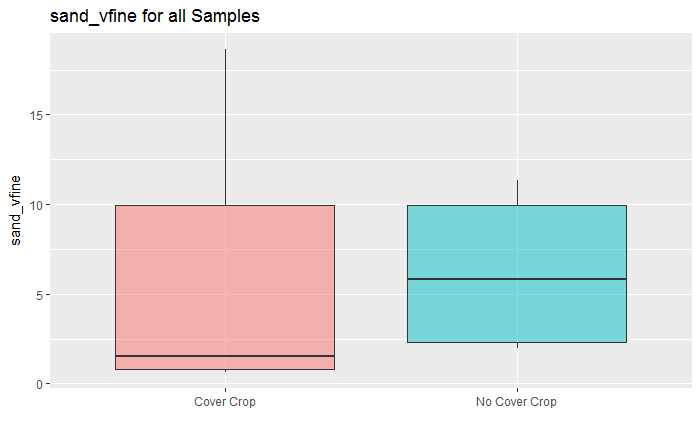 sand_vfine for all Samples
sand_vfine
15
10
5
0
Cover Crop
No Cover Crop